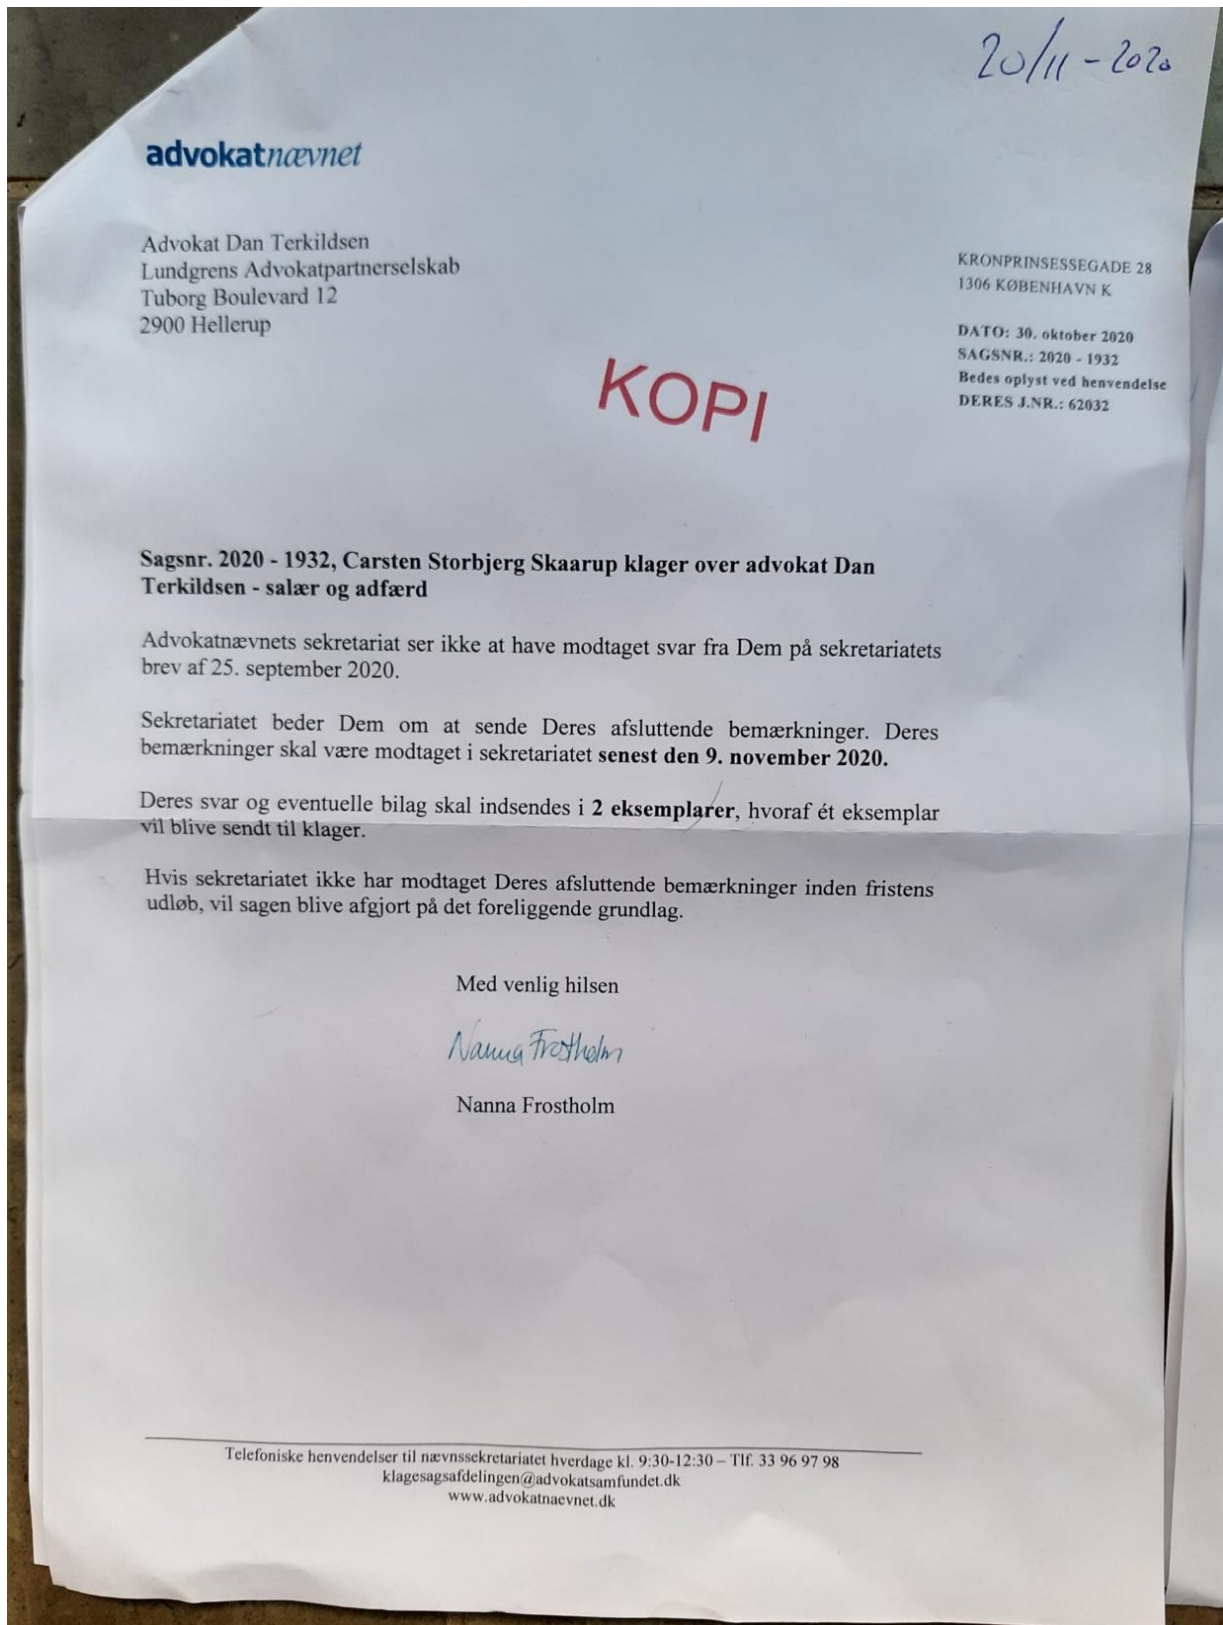 20/11-2020
advokatnævnet
Advokat Dan Terkildsen
Lundgrens Advokatpartnerselskab
Tuborg Boulevard 12
2900 Hellerup
KRONPRINSESSEGADE 28
1306 KØBENHAVN K
DATO: 30. oktober 2020
SAGSNR.: 2020 - 1932
Bedes oplyst ved henvendelse
DERES J.NR.: 62032
KOPI
Sagsnr. 2020 - 1932, Carsten Storbjerg Skaarup klager over advokat Dan
Terkildsen - salær og adfærd
Advokatnævnets sekretariat ser ikke at have modtaget svar fra Dem på sekretariatets
brev af 25. september 2020.
Sekretariatet beder Dem om at sende Deres afsluttende bemærkninger. Deres
bemærkninger skal være modtaget i sekretariatet senest den 9. november 2020.
Deres svar og eventuelle bilag skal indsendes i 2 eksemplarer, hvoraf ét eksemplar
vil blive sendt til klager.
Hvis sekretariatet ikke har modtaget Deres afsluttende bemærkninger inden fristens
udløb, vil sagen blive afgjort på det foreliggende grundlag.
Med venlig hilsen
Nanna Frostholm
Nanna Frostholm
Telefoniske henvendelser til nævnssekretariatet hverdage kl. 9:30-12:30 – Tlf. 33 96 97 98
klagesagsafdelingen@advokatsamfundet.dk
www.advokatnaevnet.dk